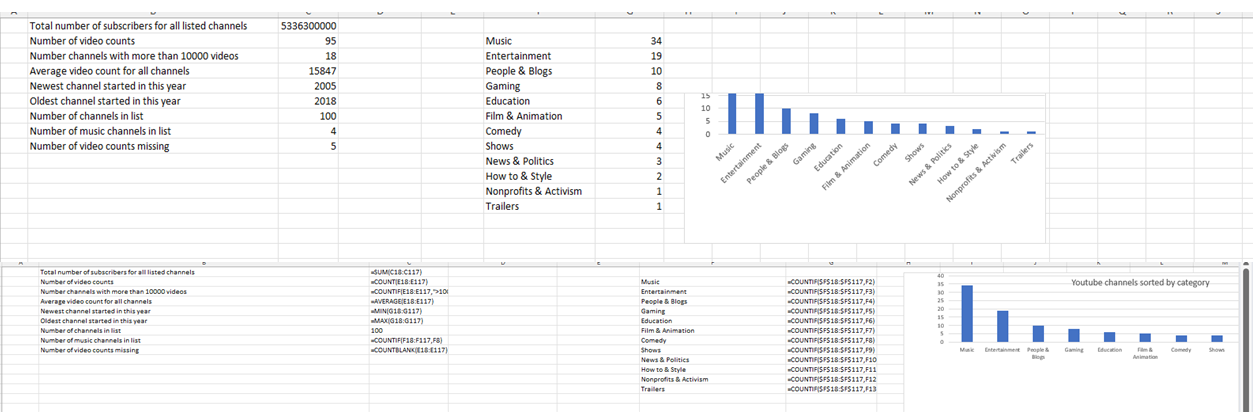 A B C D E F G H I J K L M N O P Q R S
Total number of subscribers for all listed channels 5336300000
Number of video counts 95 Music 34
Number channels with more than 10000 videos 18 Entertainment 19
Average video count for all channels 15847 People & Blogs 10
Newest channel started in this year 2005 Gaming 8
Oldest channel started in this year 2018 Education 6
Number of channels in list 100 Film & Animation 5
Number of music channels in list 4 Comedy 4
Number of video counts missing 5 Shows 4
News & Politics 3
How to & Style 2
Nonprofits & Activism 1
Trailers 1
15
10
5
0
Music Entertainment People & Blogs Gaming Education Film & Animation Comedy Shows News & Politics How to & Style Nonprofits & Activism Trailers
Total number of subscribers for all listed channels =SUM(C18:C117)
Number of video counts =COUNT(E18:E117) Music =COUNTIF($F$18:$F$117,F2)
Number channels with more than 10000 videos =COUNTIF(E18:E117,">10 Entertainment =COUNTIF($F$18:$F$117,F3)
Average video count for all channels =AVERAGE(E18:E117) People & Blogs =COUNTIF($F$18:$F$117,F4)
Newest channel started in this year =MIN(G18:G117) Gaming =COUNTIF($F$18:$F$117,F5)
Oldest channel started in this year =MAX(G18:G117) Education =COUNTIF($F$18:$F$117,F6)
Number of channels in list 100 Film & Animation =COUNTIF($F$18:$F$117,F7)
Number of music channels in list =COUNTIF(F18:F117,F8) Comedy =COUNTIF($F$18:$F$117,F8)
Number of video counts missing =COUNTBLANK(E18:E117) Shows =COUNTIF($F$18:$F$117,F9)
News & Politics =COUNTIF($F$18:$F$117,F10
How to & Style =COUNTIF($F$18:$F$117,F11
Nonprofits & Activism =COUNTIF($F$18:$F$117,F12
Trailers =COUNTIF($F$18:$F$117,F13
Youtube channels sorted by category
40
35
30
25
20
15
10
5
0
Music Entertainment People & Gaming Education Film & Comedy Shows
Blogs Animation